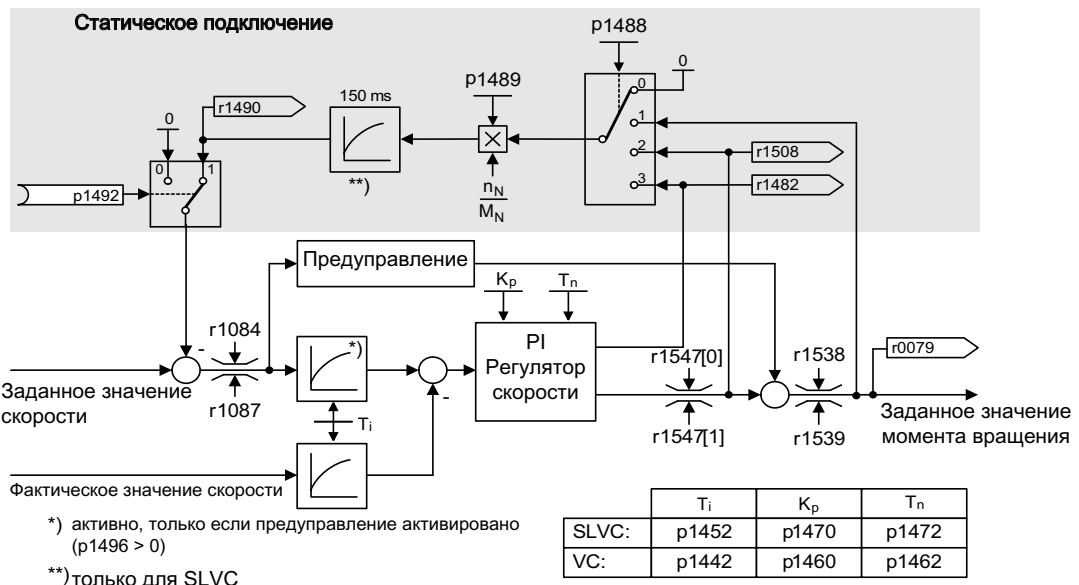 Статическое подключение
p1488
0
p1489
150 ms
r1490
0
0
1
2
3
r1508
r1482
0
1
p1492
**)
n_N
M_N
Предуправление
K_p
T_n
r1084
*)
PI
Регулятор
скорости
r1547[0]
r1538
r0079
-
-
Заданное значение
скорости
r1087
T_i
r1547[1]
r1539
Заданное значение
момента вращения
Фактическое значение скорости
*) активно, только если предуправление активировано
(p1496 > 0)
**) только для SLVC
T_i K_p T_n
SLVC: p1452 p1470 p1472
VC: p1442 p1460 p1462